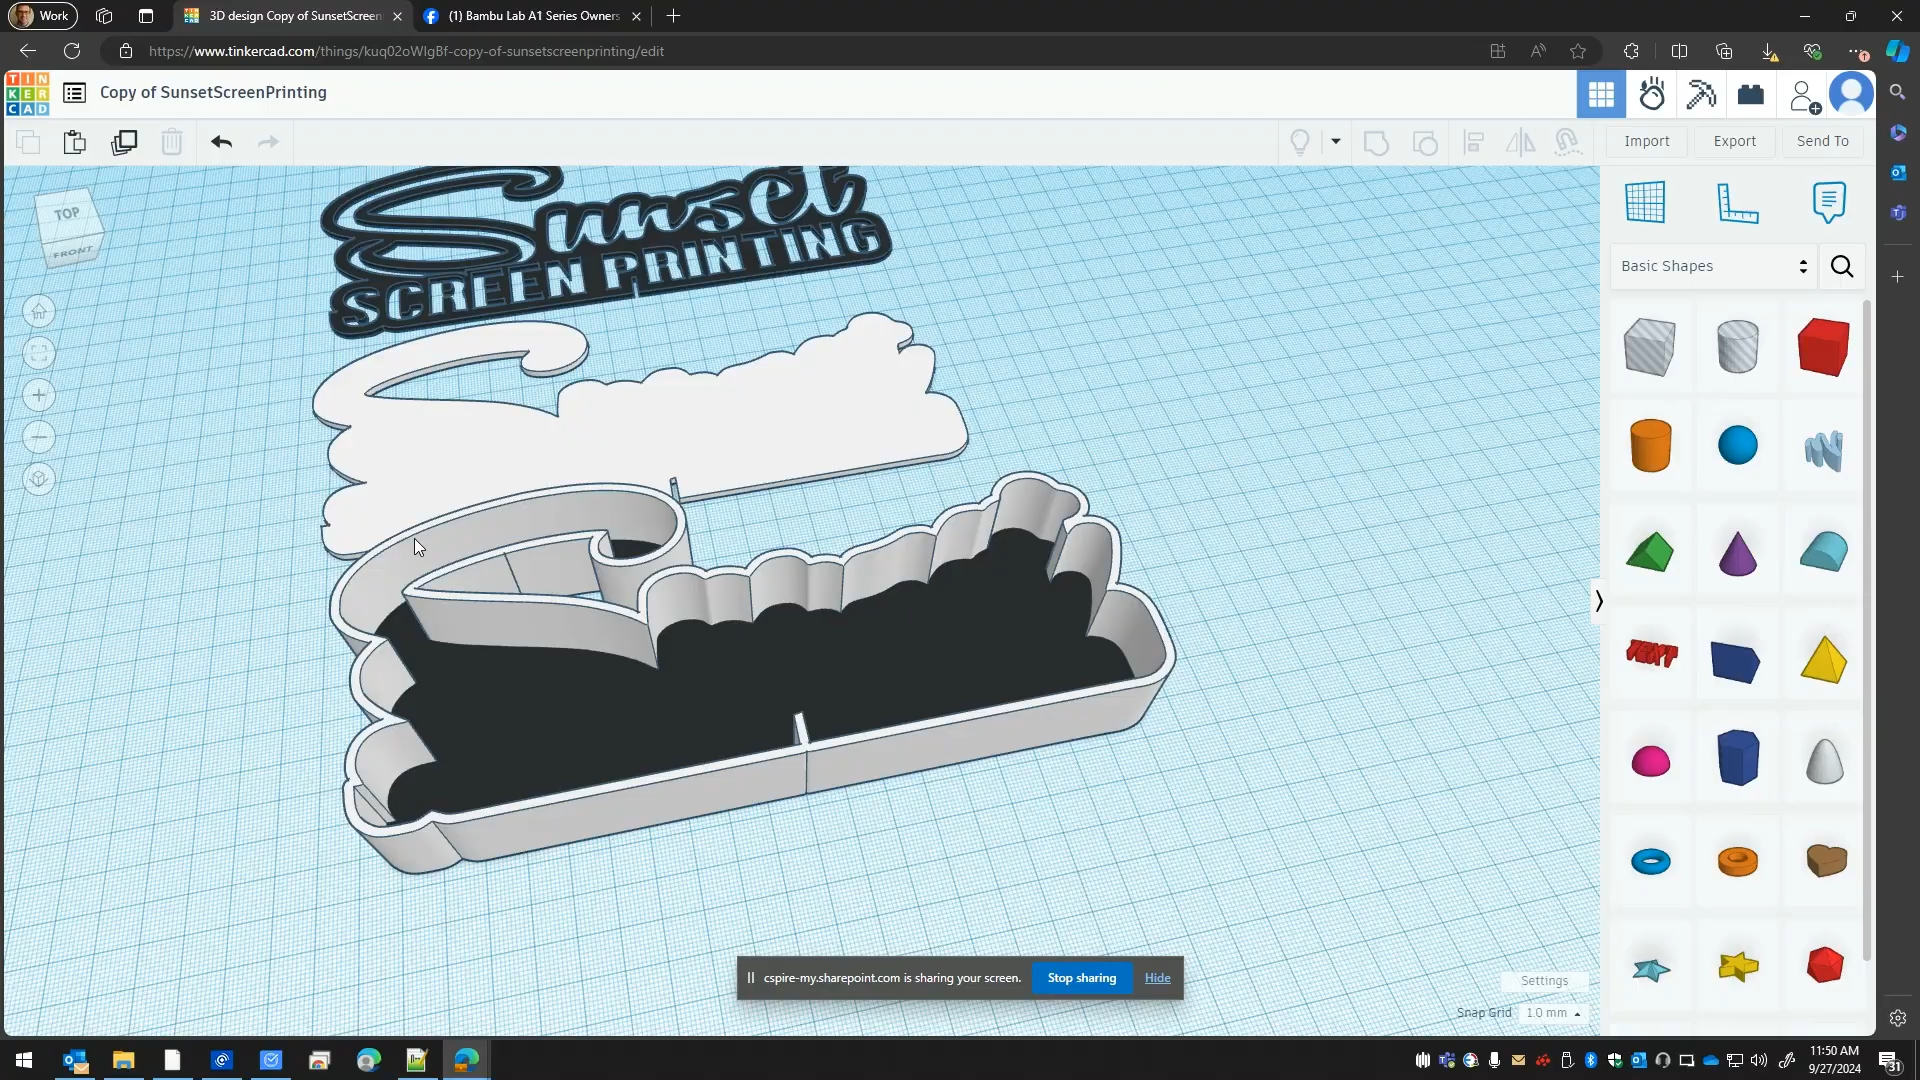 Work
3D design Copy of SunsetScreen
(1) Bambu Lab A1 Series Owners
https://www.tinkercad.com/things/kuq02oWIgBf-copy-of-sunsetscreenprinting/edit
TIN
KER
CAD
Copy of SunsetScreenPrinting
Import
Export
Send To
TOP
FRONT
Sunset
SCREEN PRINTING
Basic Shapes
TEXT
cspire-my.sharepoint.com is sharing your screen.
Stop sharing
Hide
Settings
Snap Grid
1.0 mm
11:50 AM
9/27/2024
31